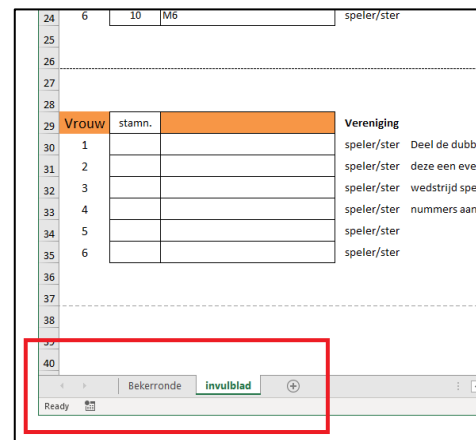 24 6 10 M6 speler/ster
25
26
27
28
29 Vrouw stamn. Vereniging
30 1 speler/ster Deel de dubb
31 2 speler/ster deze een eve
32 3 speler/ster wedstrijd spe
33 4 speler/ster nummers aan
34 5 speler/ster
35 6 speler/ster
36
37
38
39
40
Bekerronde invulblad
Ready